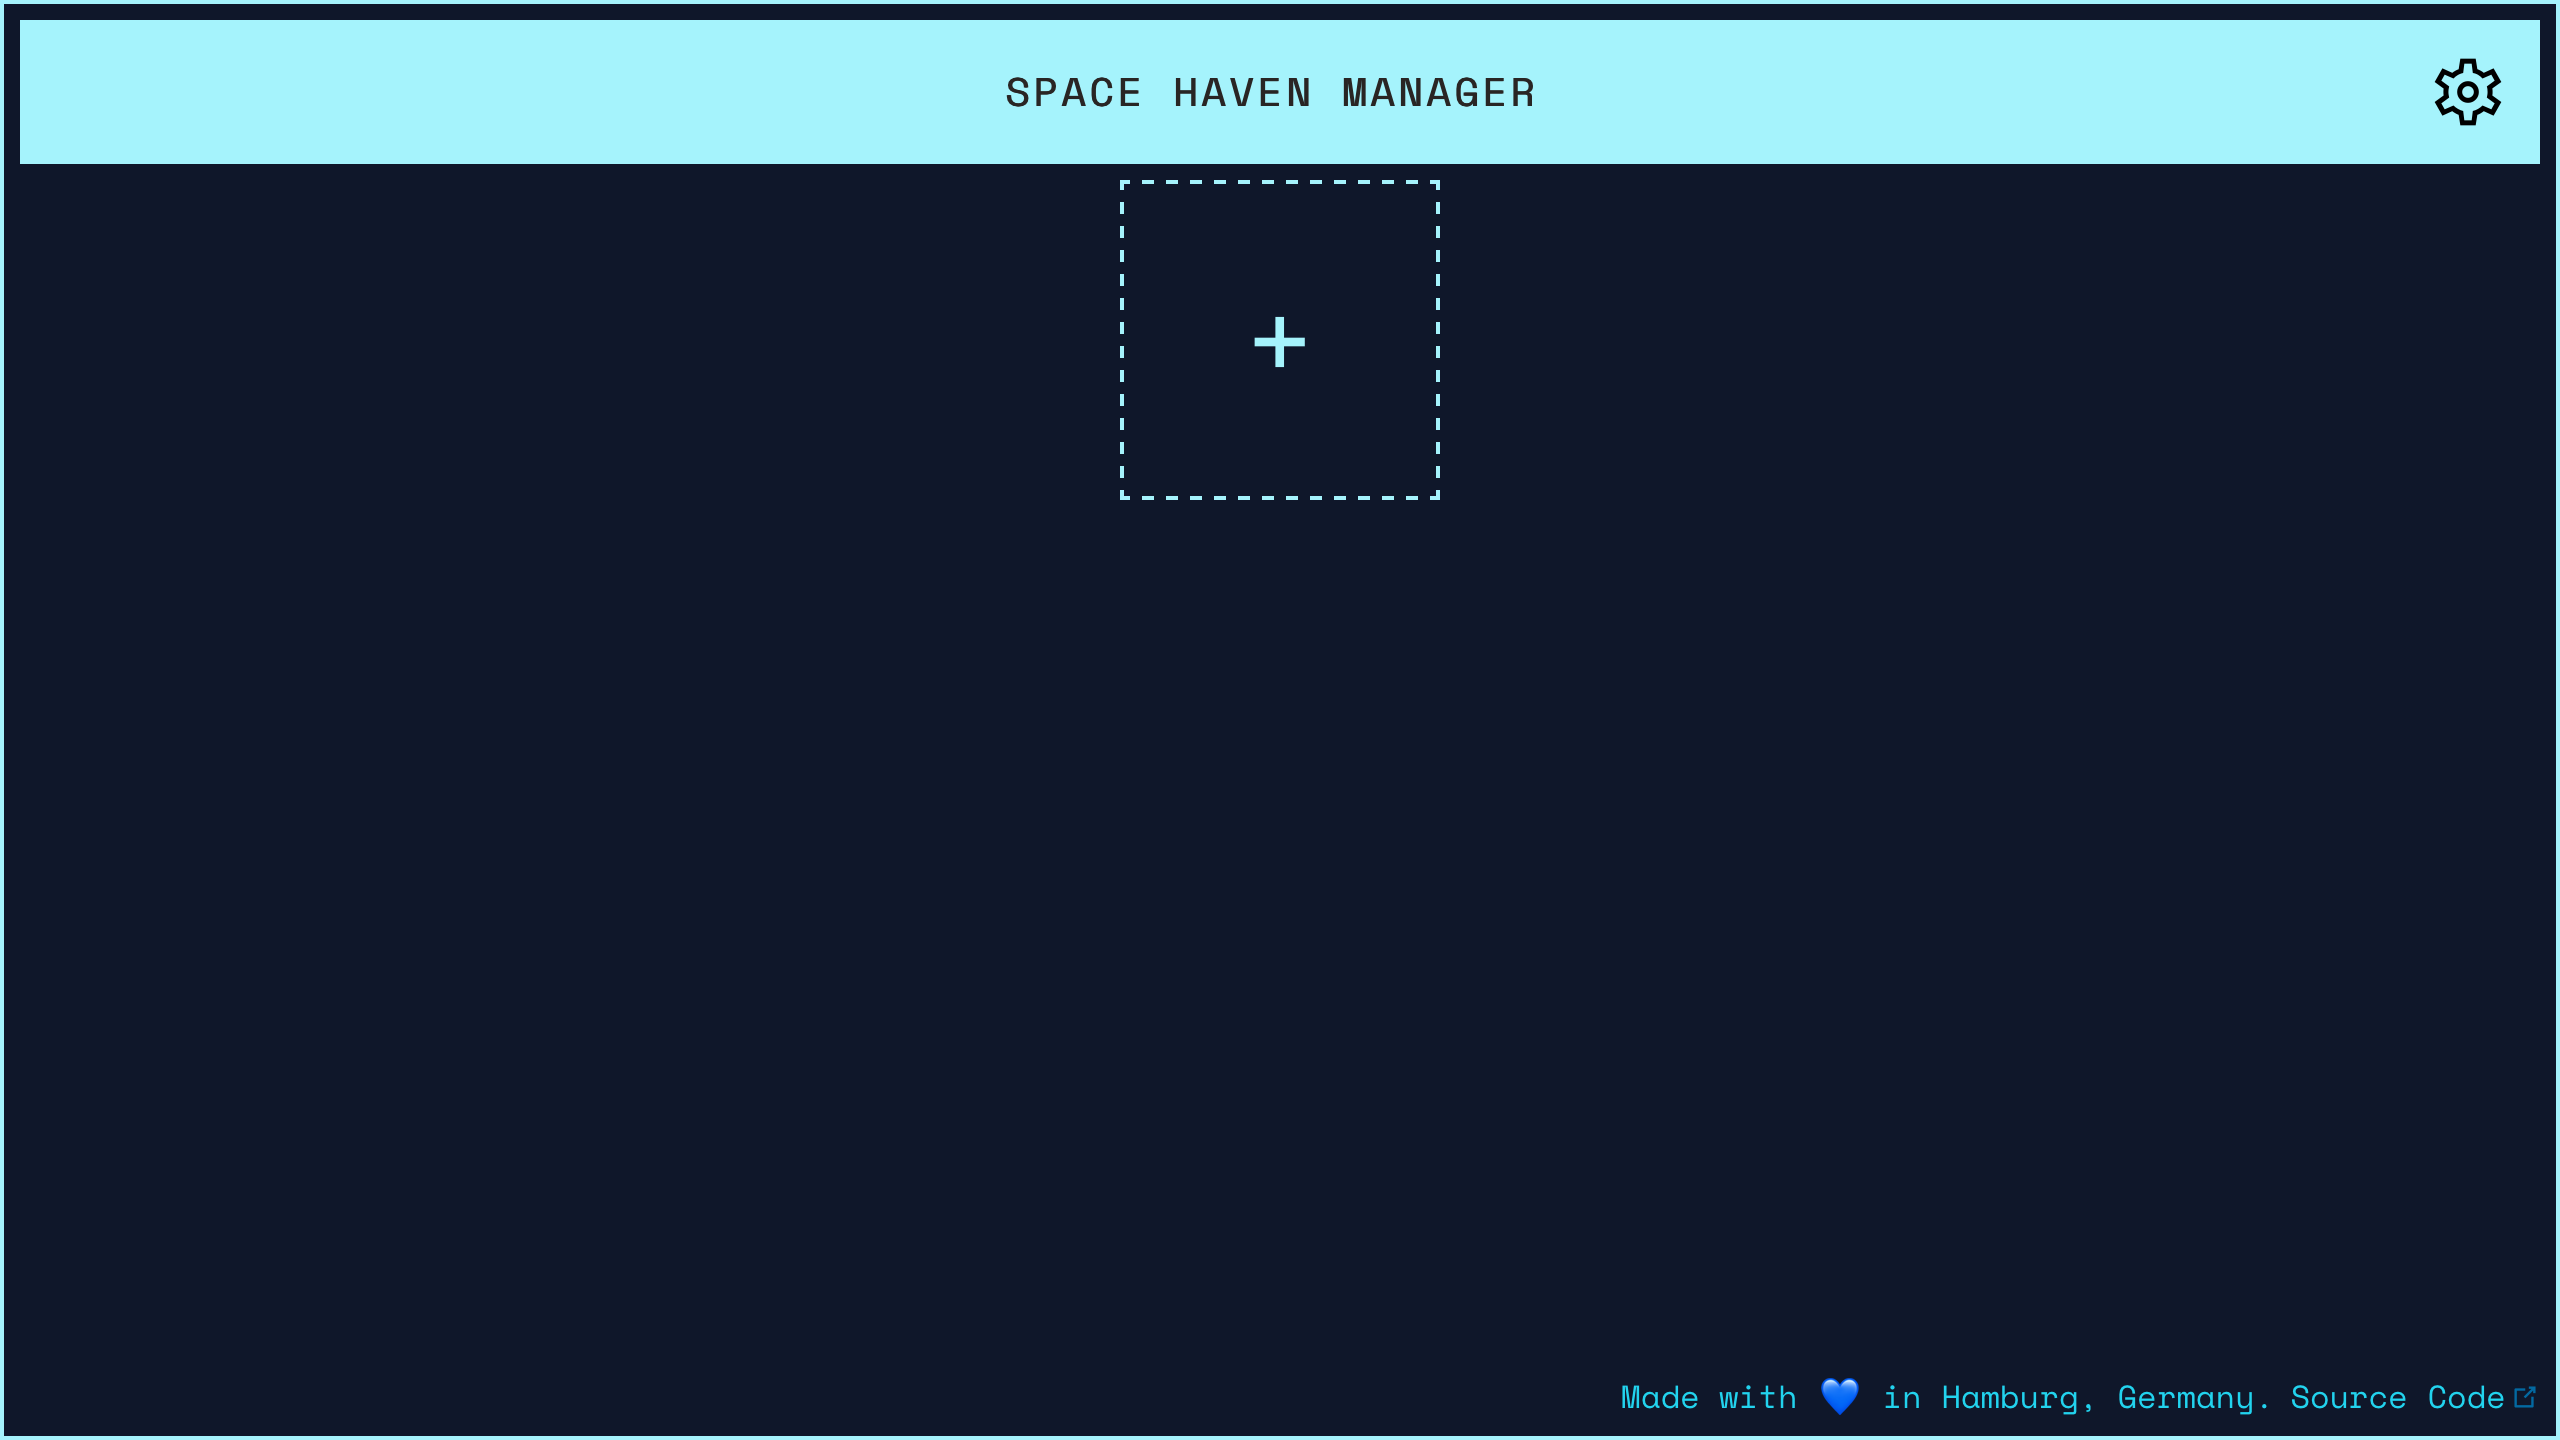 SPACE HAVEN MANAGER
+
Made with 💙 in Hamburg, Germany. Source Code